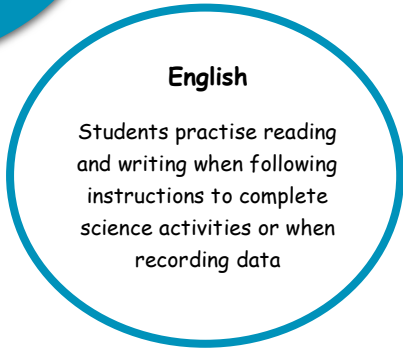 English
Students practise reading
and writing when following
instructions to complete
science activities or when
recording data